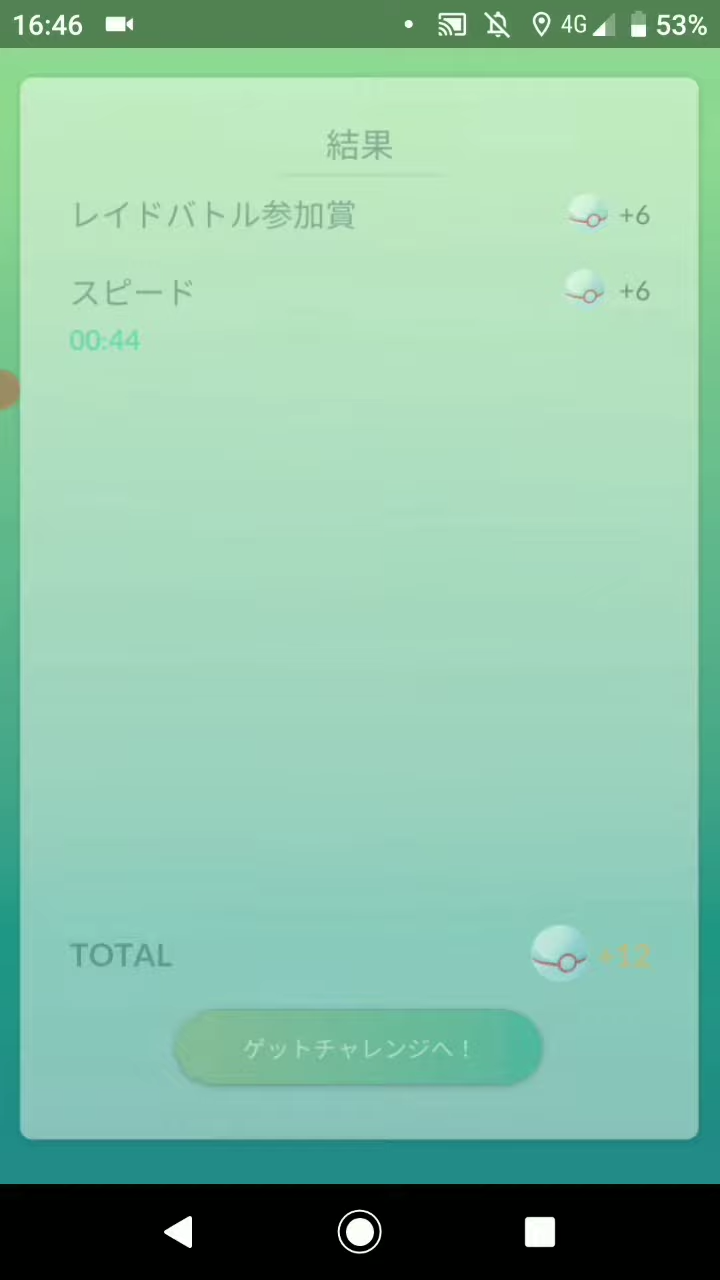 16:46 4G 53%
結果
レイドバトル参加賞 +6
スピード +6
00:44
TOTAL +12
ゲットチャレンジへ！